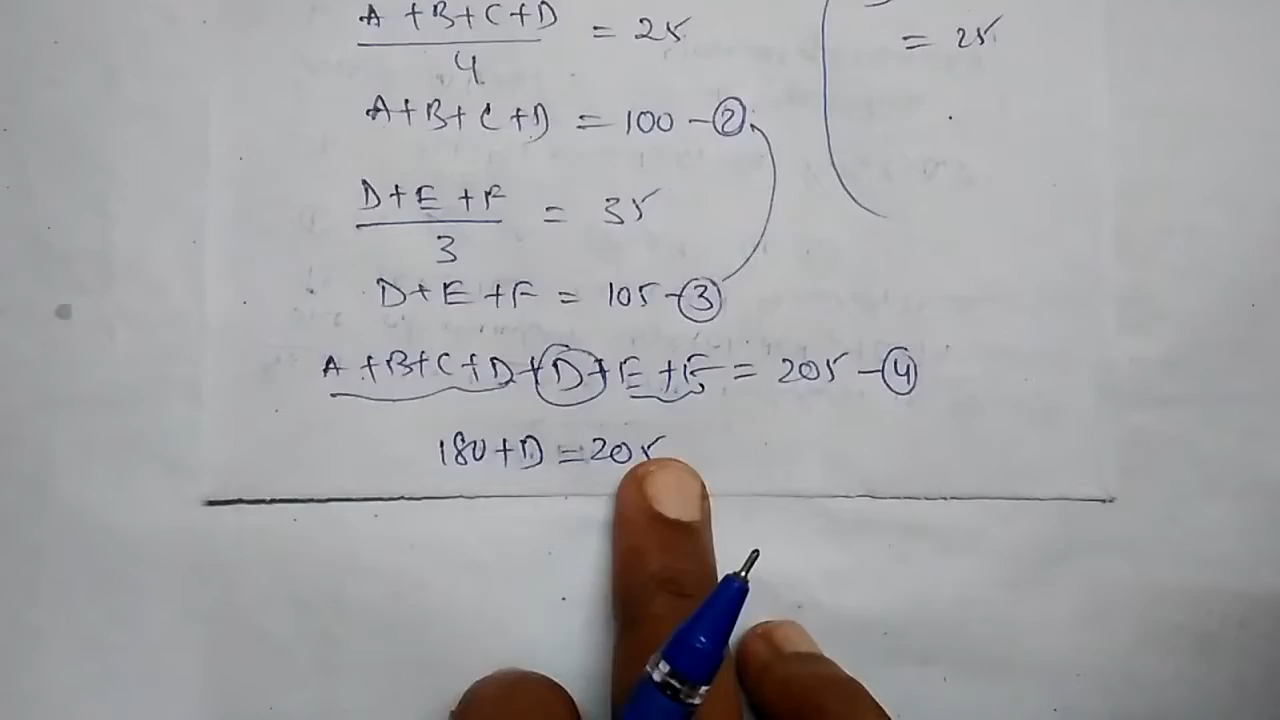 A + B + C + D
/ 4 = 25
= 25
A + B + C + D = 100 - ②
D + E + F
/ 3 = 35
D + E + F = 105 - ③
A + B + C + D + D + E + F = 205 - ④
180 + D = 205